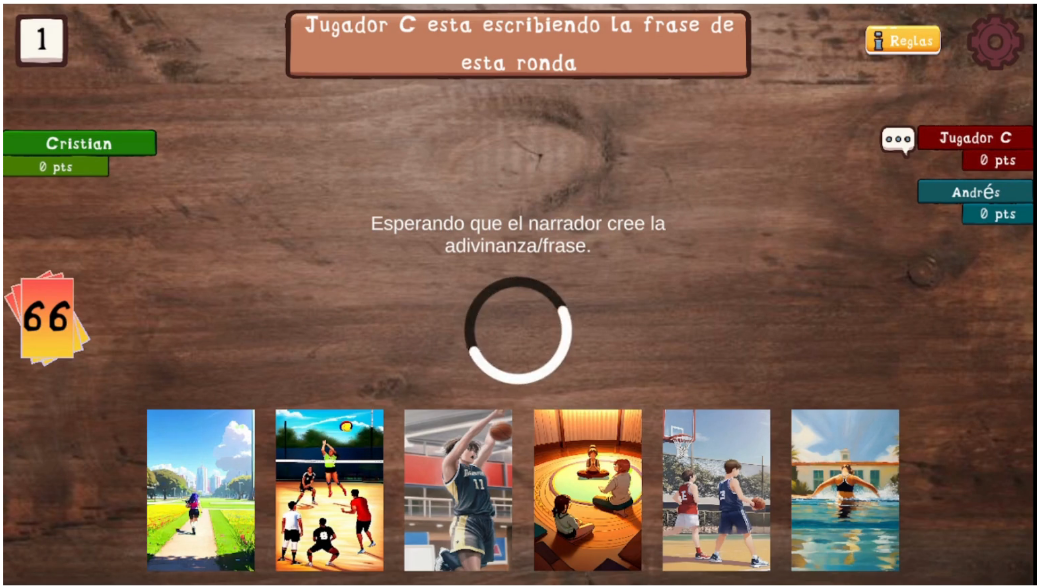 1
Jugador C esta escribiendo la frase de
esta ronda
Reglas
Cristian
0 pts
Jugador C
0 pts
Andrés
0 pts
Esperando que el narrador cree la
adivinanza/frase.
66
11